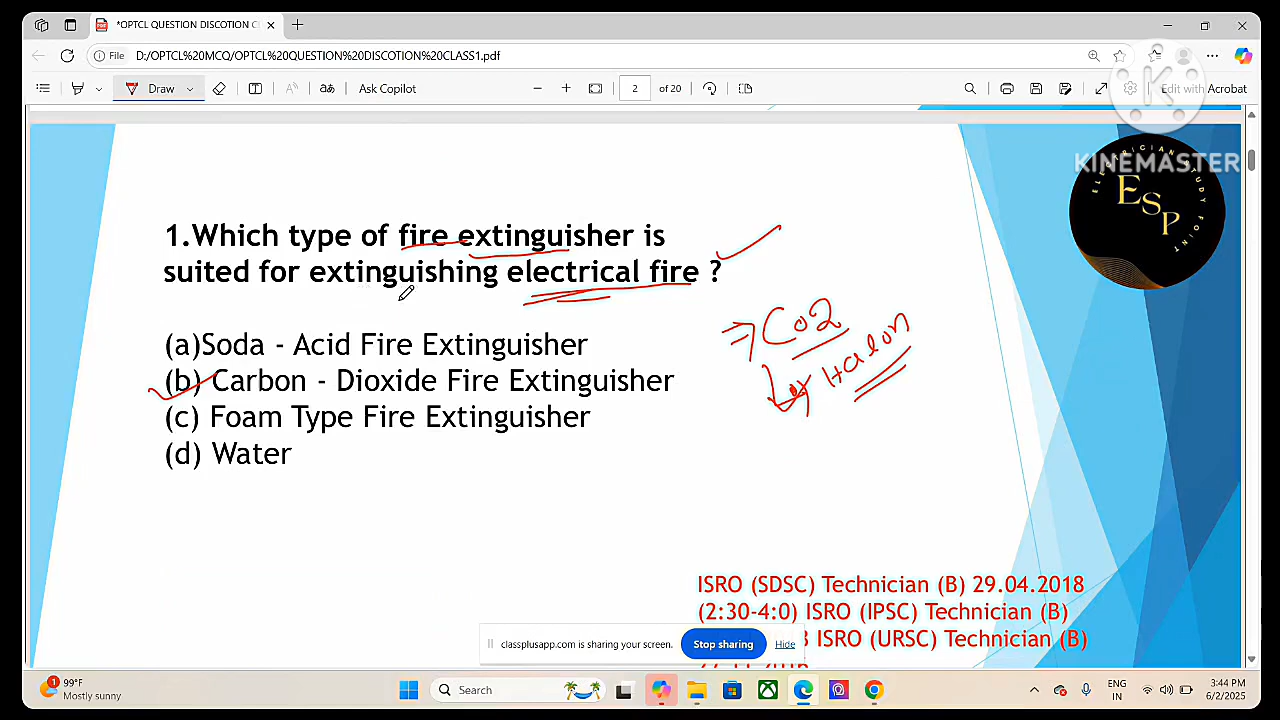 *OPTCL QUESTION DISCOTION C
File D:/OPTCL%20MCQ/OPTCL%20QUESTION%20DISCOTION%20CLASS1.pdf
Draw Ask Copilot 2 of 20 Edit with Acrobat
KINEMASTER
ELECTRICIAN STUDY POINT
ESP
1.Which type of fire extinguisher is
suited for extinguishing electrical fire ?
(a)Soda - Acid Fire Extinguisher
(b) Carbon - Dioxide Fire Extinguisher
(c) Foam Type Fire Extinguisher
(d) Water
⇒ Co2
Halon
ISRO (SDSC) Technician (B) 29.04.2018
(2:30-4:0) ISRO (IPSC) Technician (B)
ISRO (URSC) Technician (B)
classplusapp.com is sharing your screen. Stop sharing Hide
99°F
Mostly sunny
Search
ENG
IN
3:44 PM
6/2/2025